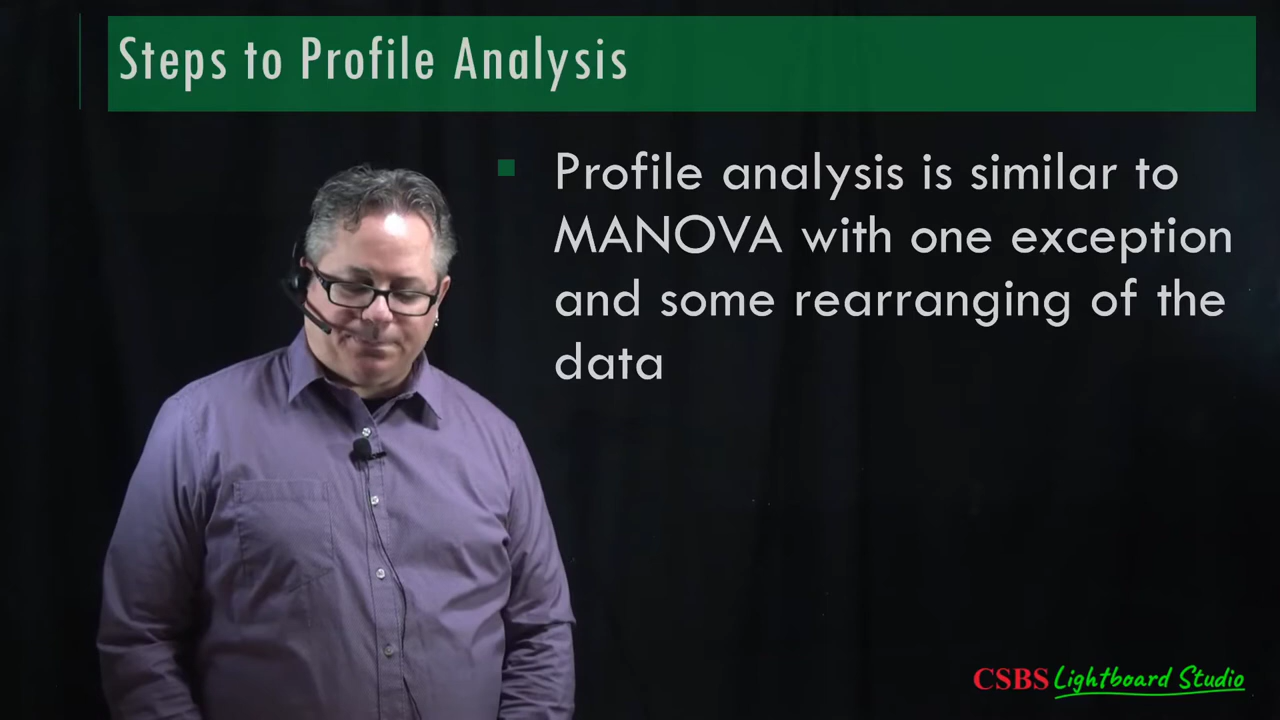 Steps to Profile Analysis
Profile analysis is similar to
MANOVA with one exception
and some rearranging of the
data
CSBS Lightboard Studio